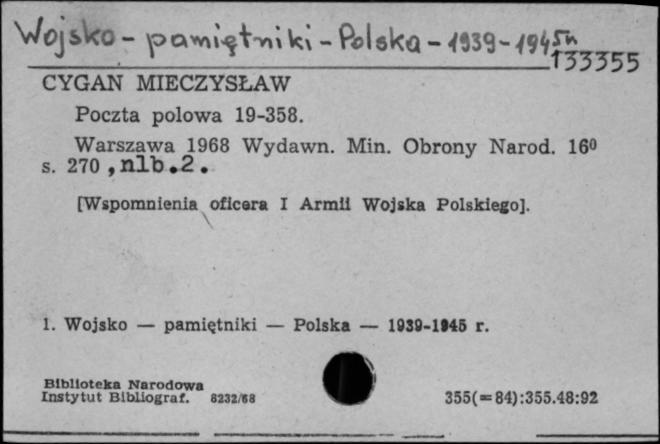 Wojsko - pamiętniki - Polska - 1939-1945 r.
133355
CYGAN MIECZYSŁAW
Poczta polowa 19-358.
Warszawa 1968 Wydawn. Min. Obrony Narod. 16⁰
s. 270, nlb.2.
[Wspomnienia oficera I Armii Wojska Polskiego].
1. Wojsko — pamiętniki — Polska — 1939-1945 r.
Biblioteka Narodowa
Instytut Bibliograf. 8232/68
355(=84):355.48:92